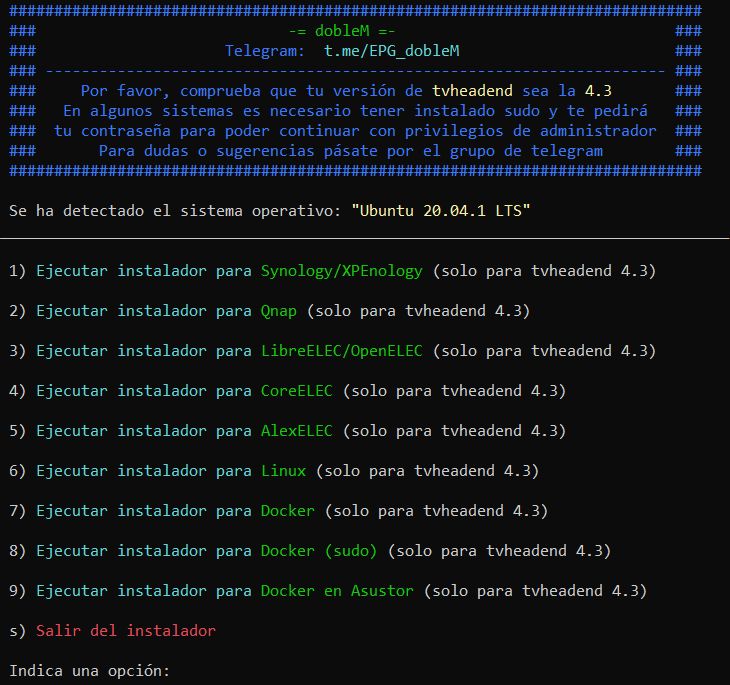 #############################################################################
### -= dobleM =- ###
### Telegram: t.me/EPG_dobleM ###
### --------------------------------------------------------------------- ###
### Por favor, comprueba que tu versión de tvheadend sea la 4.3 ###
### En algunos sistemas es necesario tener instalado sudo y te pedirá ###
### tu contraseña para poder continuar con privilegios de administrador ###
### Para dudas o sugerencias pásate por el grupo de telegram ###
#############################################################################
Se ha detectado el sistema operativo: "Ubuntu 20.04.1 LTS"
1) Ejecutar instalador para Synology/XPEnology (solo para tvheadend 4.3)
2) Ejecutar instalador para Qnap (solo para tvheadend 4.3)
3) Ejecutar instalador para LibreELEC/OpenELEC (solo para tvheadend 4.3)
4) Ejecutar instalador para CoreELEC (solo para tvheadend 4.3)
5) Ejecutar instalador para AlexELEC (solo para tvheadend 4.3)
6) Ejecutar instalador para Linux (solo para tvheadend 4.3)
7) Ejecutar instalador para Docker (solo para tvheadend 4.3)
8) Ejecutar instalador para Docker (sudo) (solo para tvheadend 4.3)
9) Ejecutar instalador para Docker en Asustor (solo para tvheadend 4.3)
s) Salir del instalador
Indica una opción: